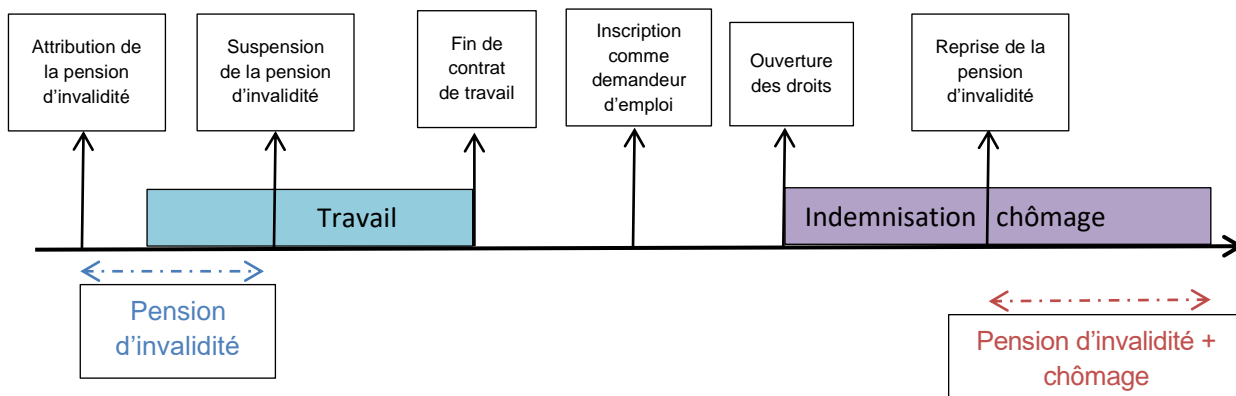 Attribution de
la pension
d'invalidité
Suspension
de la pension
d'invalidité
Fin de
contrat
de travail
Inscription
comme
demandeur
d'emploi
Ouverture
des droits
Reprise de la
pension
d'invalidité
Travail
Indemnisation chômage
Pension
d'invalidité
Pension d'invalidité +
chômage